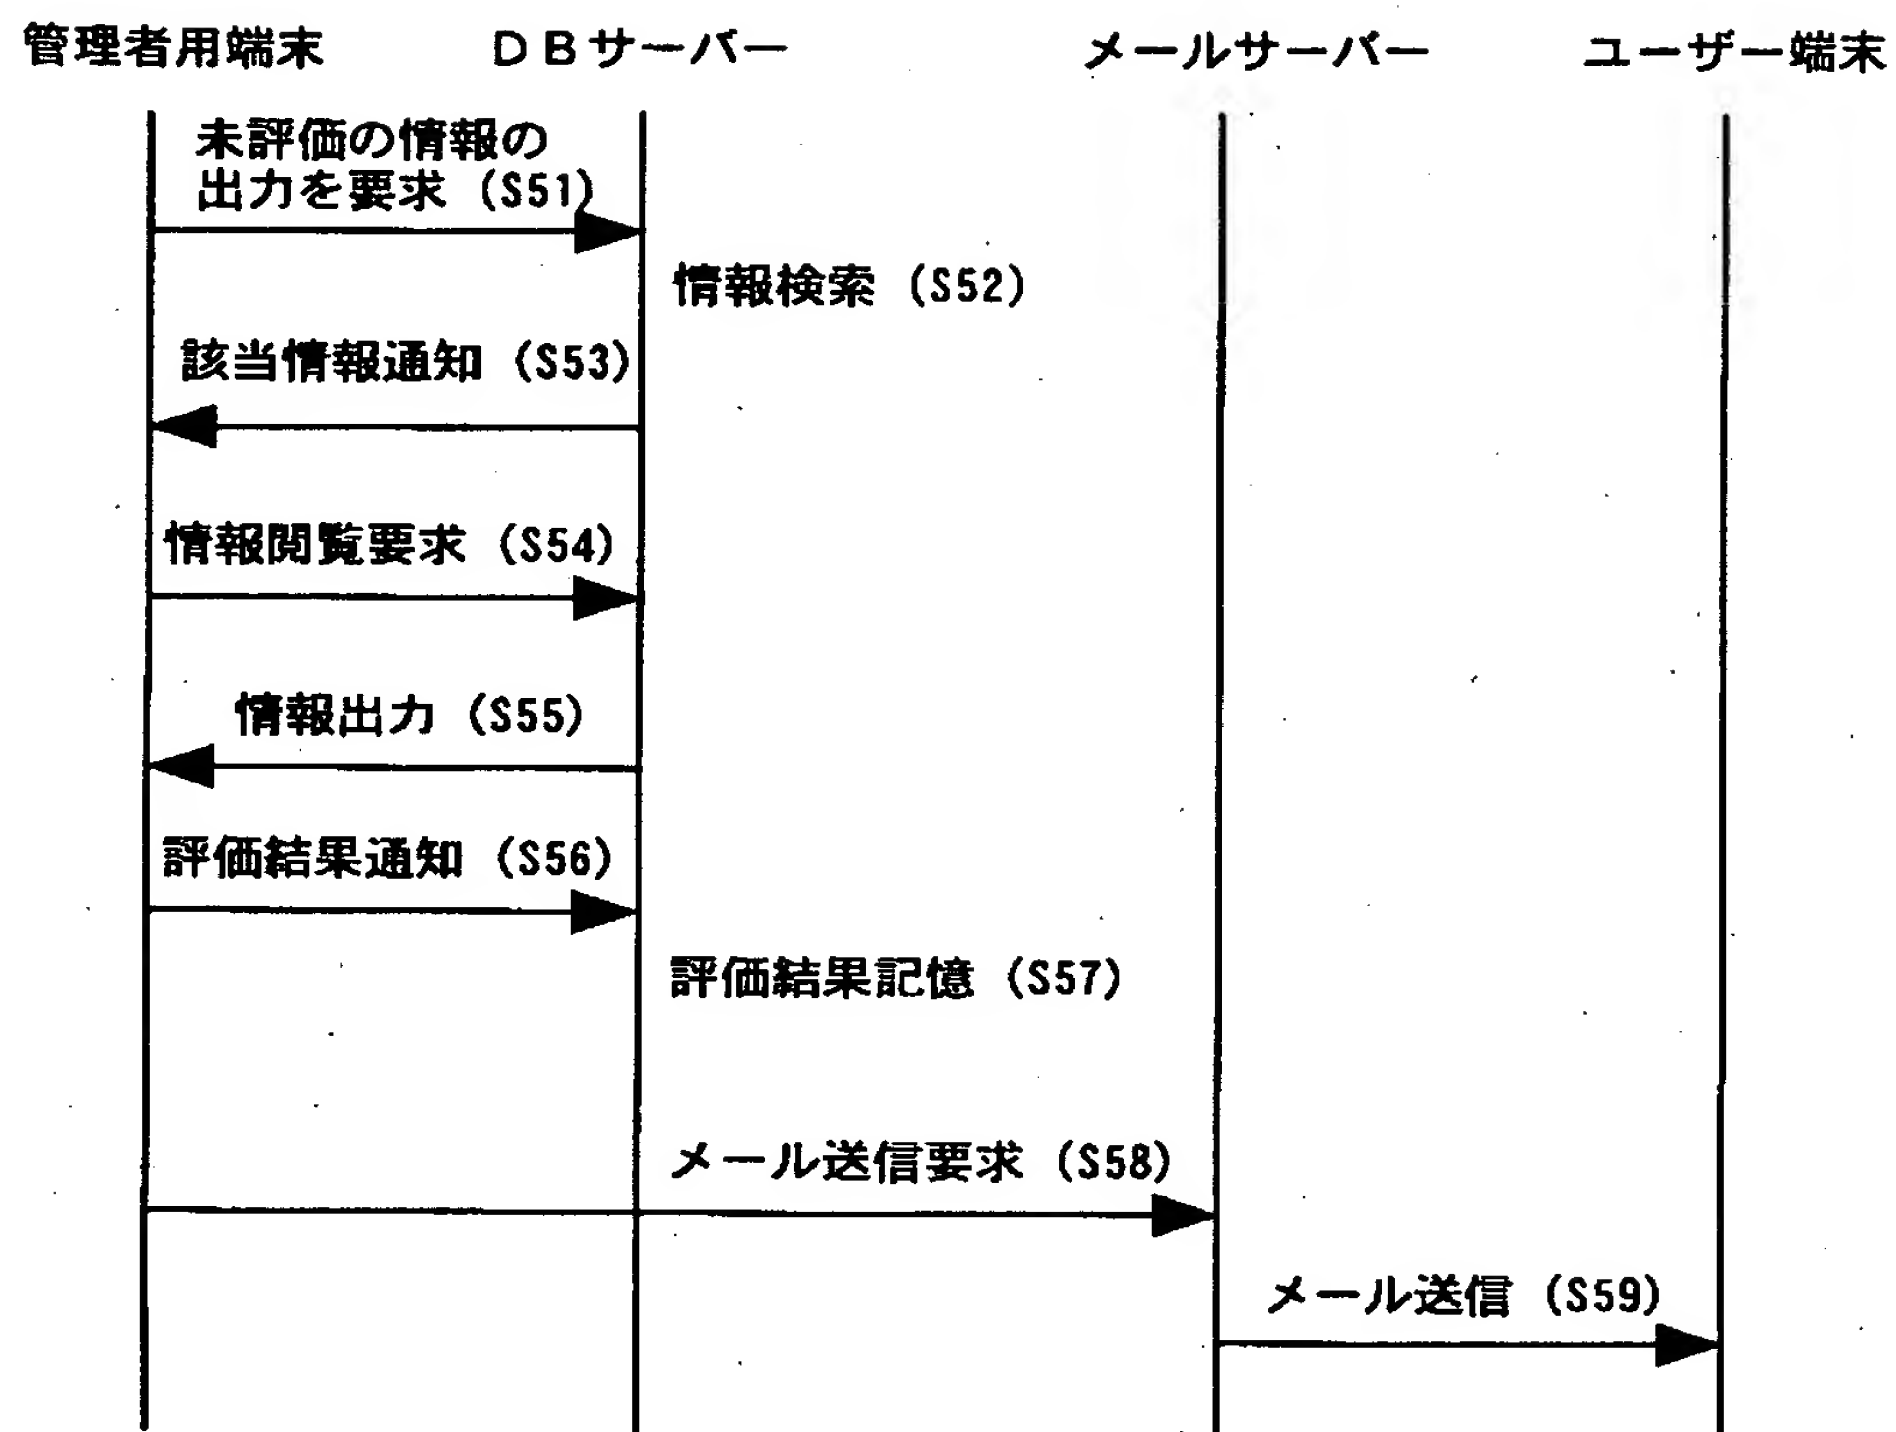 管理者用端末
ＤＢサーバー
メールサーバー
ユーザー端末
未評価の情報の
出力を要求 (S51)
情報検索 (S52)
該当情報通知 (S53)
情報閲覧要求 (S54)
情報出力 (S55)
評価結果通知 (S56)
評価結果記憶 (S57)
メール送信要求 (S58)
メール送信 (S59)